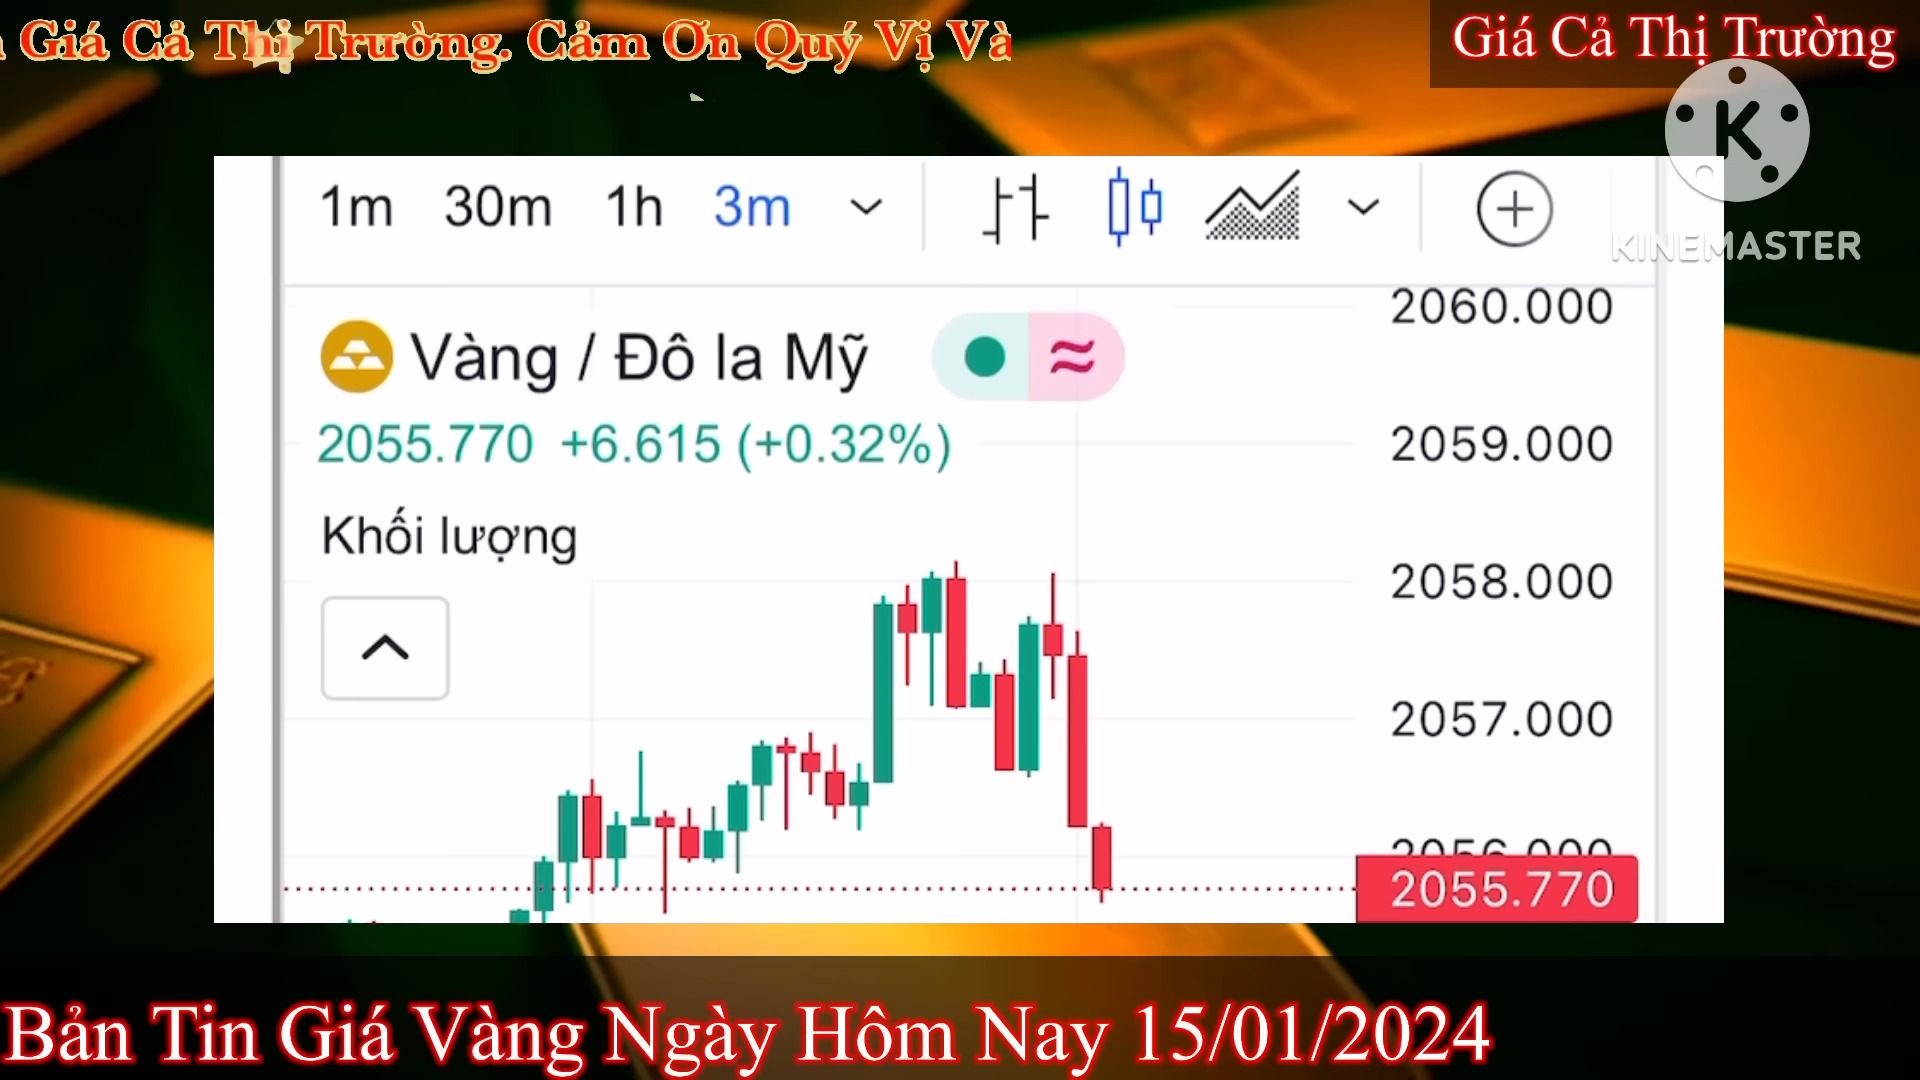 Giá Cả Thị Trường. Cảm Ơn Quý Vị Và
Giá Cả Thị Trường
K
KINEMASTER
1m 30m 1h 3m
2060.000
Vàng / Đô la Mỹ
2055.770 +6.615 (+0.32%)
2059.000
Khối lượng
2058.000
2057.000
2056.000
2055.770
Bản Tin Giá Vàng Ngày Hôm Nay 15/01/2024